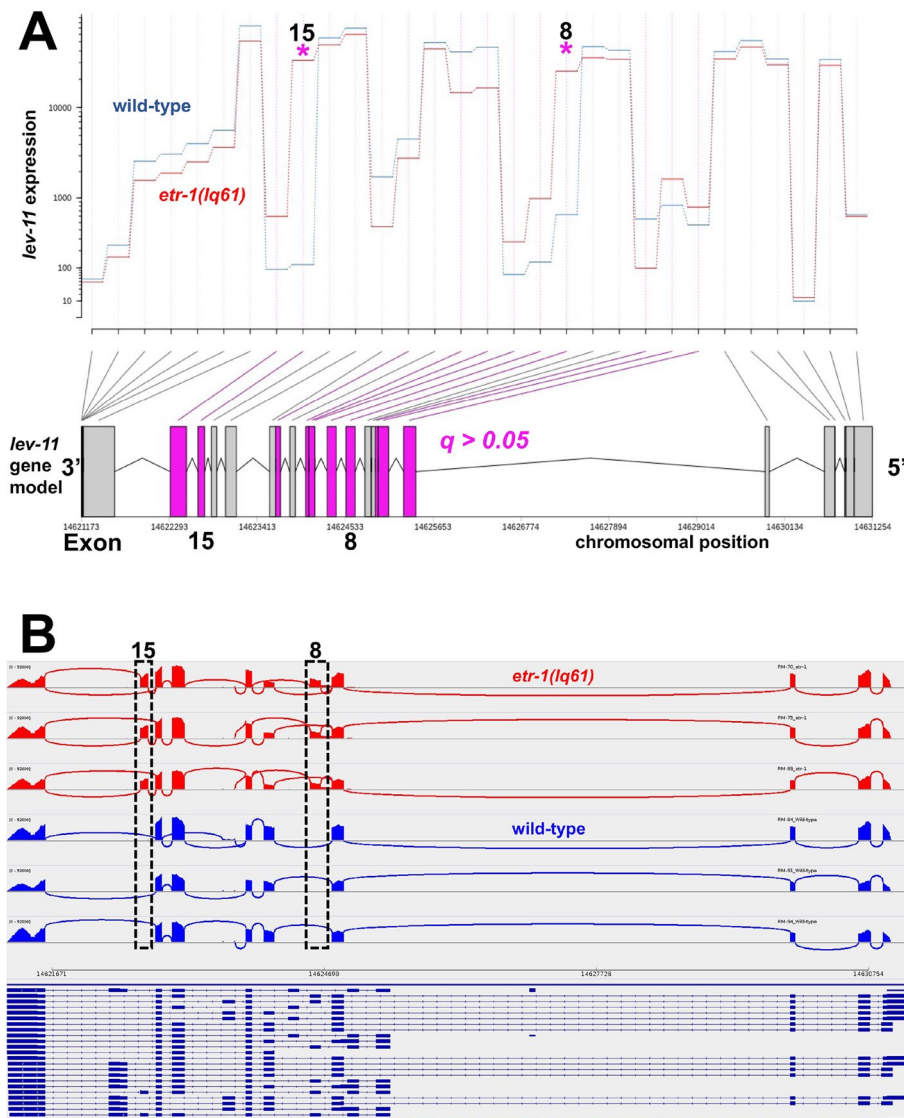 A
15
8
*
*
10000
1000
100
10
lev-11 expression
wild-type
etr-1(lq61)
lev-11
gene
model
3'
5'
q > 0.05
14621173 14622293 14623413 14624533 14625653 14626774 14627894 14629014 14630134 14631254
Exon 15 8 chromosomal position
B
15 8
etr-1(lq61)
wild-type
14621671 14624699 14627726 14630754